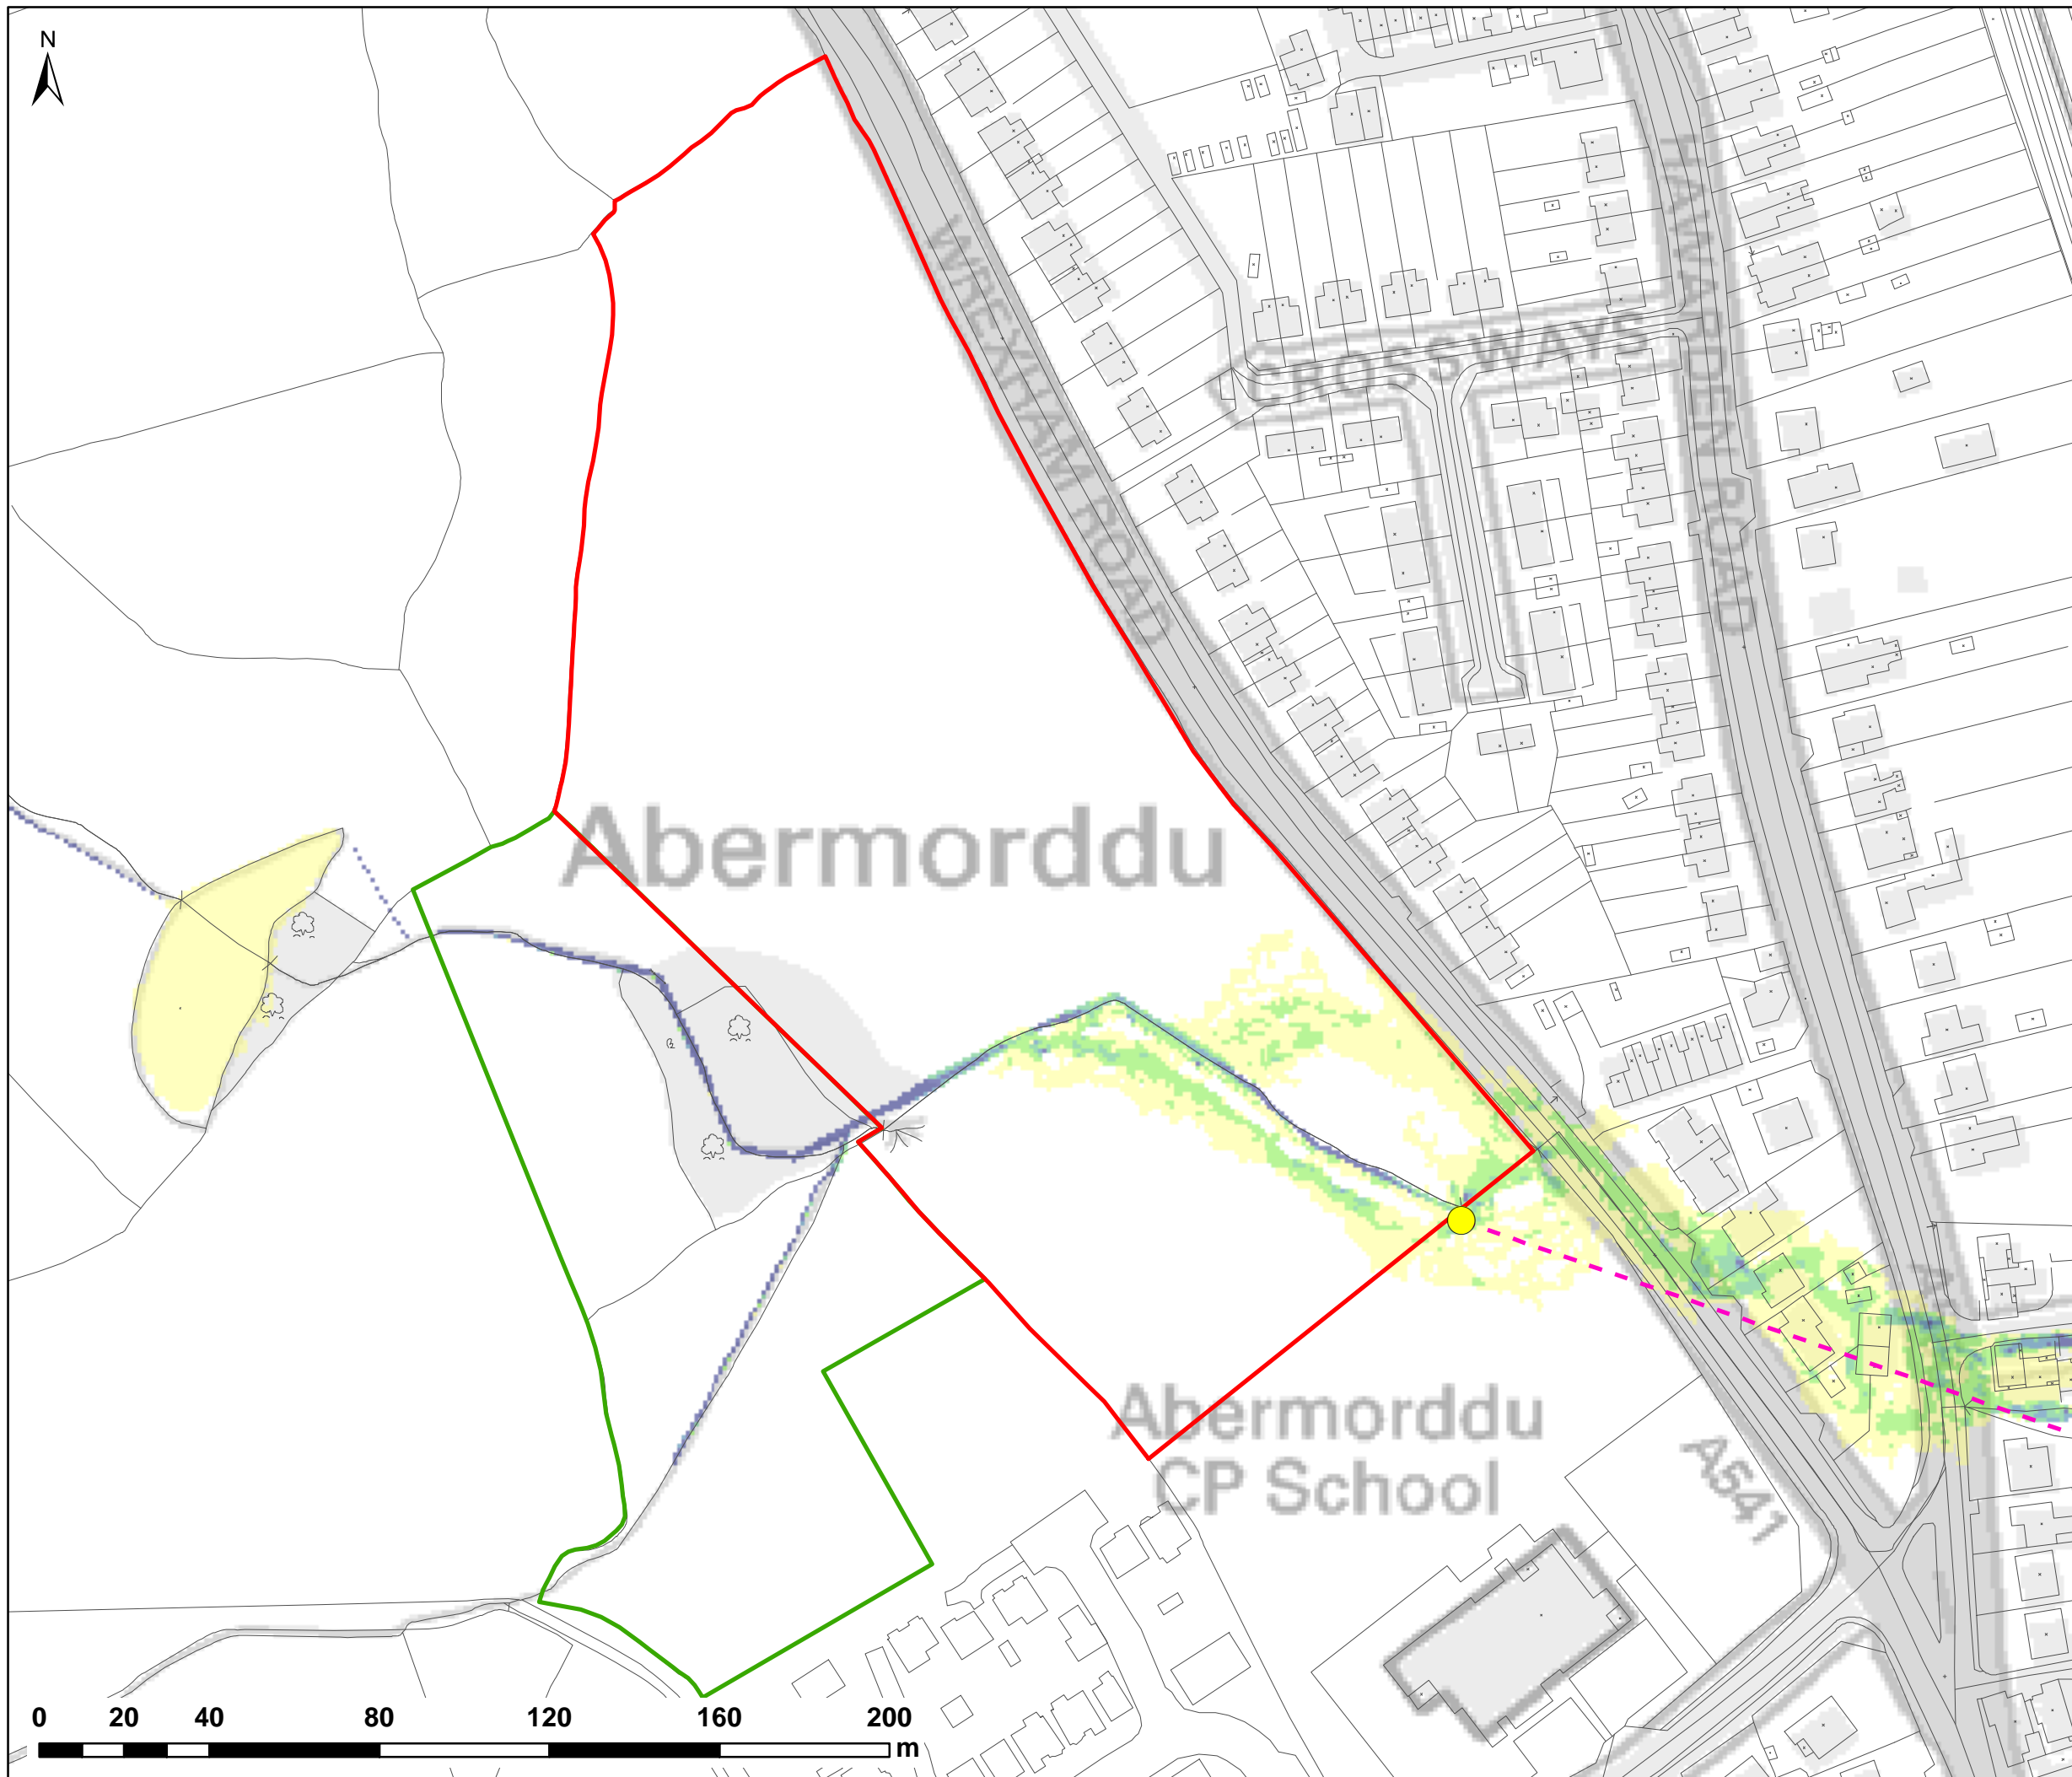 N
WREXHAM ROAD
HAWARDEN ROAD
CROSSWAYS
Abermorddu
Abermorddu
CP School
A541
0 20 40 80 120 160 200
m